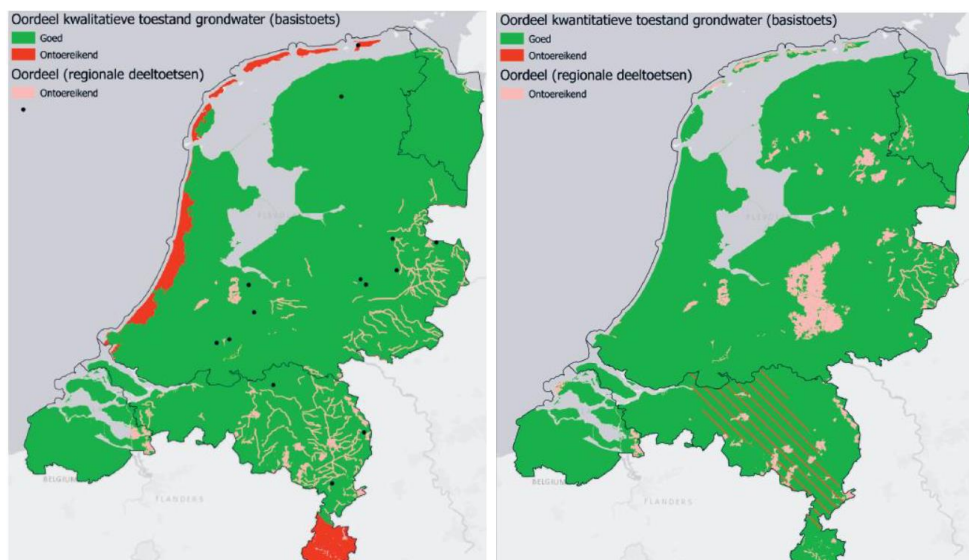 Oordeel kwalitatieve toestand grondwater (basistoets)
Goed
Ontoereikend
Oordeel (regionale deeltoetsen)
Ontoereikend
BELGIUM
FLANDERS
Oordeel kwantitatieve toestand grondwater (basistoets)
Goed
Ontoereikend
Oordeel (regionale deeltoetsen)
Ontoereikend
BELGIUM
FLANDERS